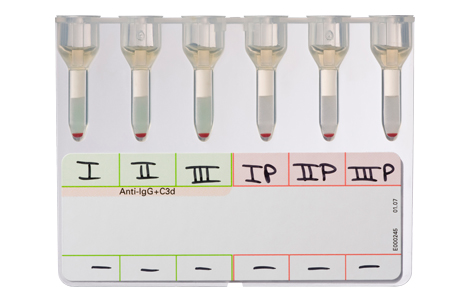 I II III IP IIP IIIP
Anti-IgG+C3d
E000245 01.07
– – – – – –